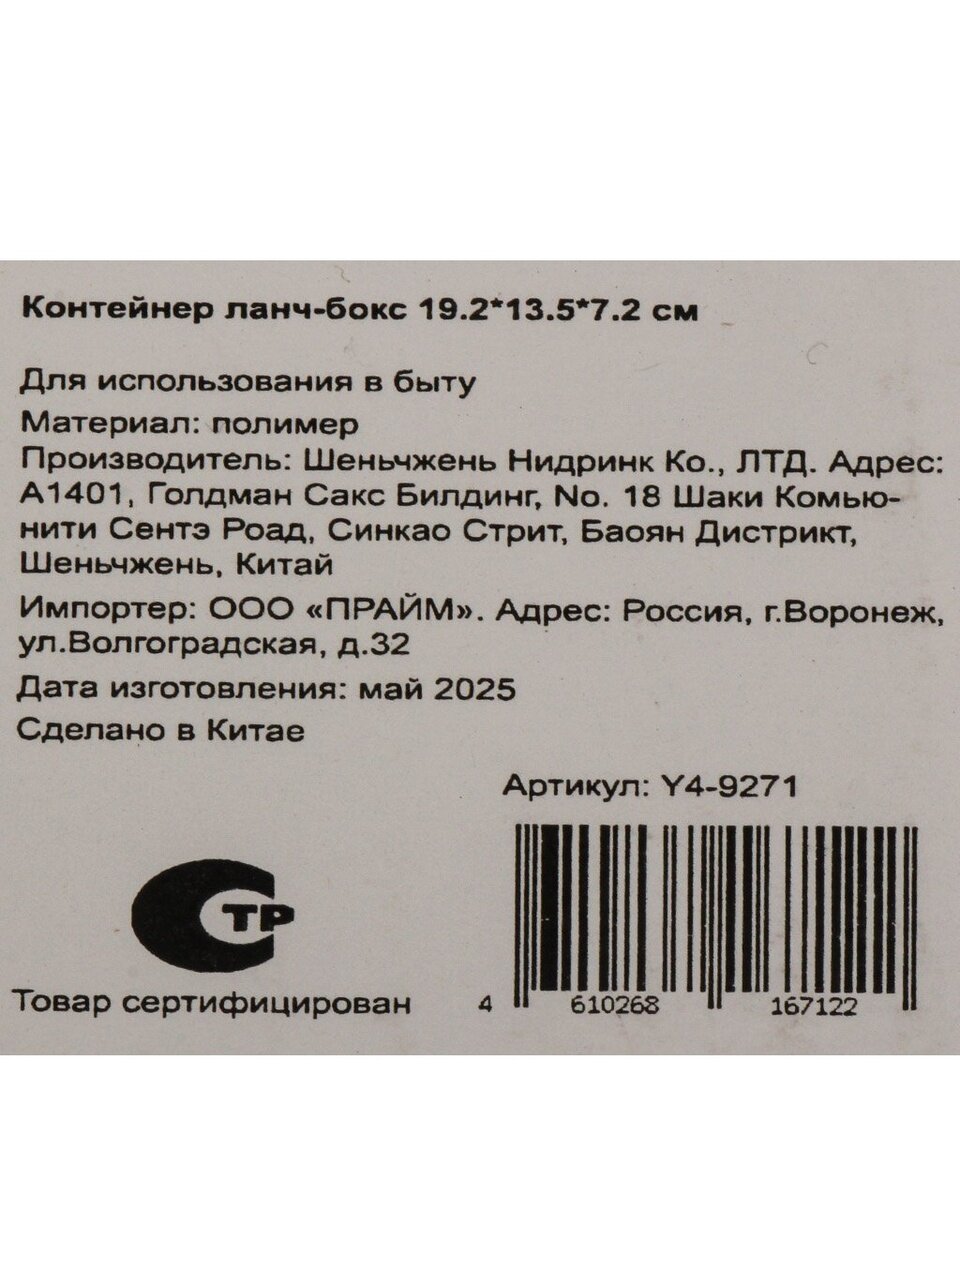 Контейнер ланч-бокс 19.2*13.5*7.2 см
Для использования в быту
Материал: полимер
Производитель: Шеньчжень Нидринк Ко., ЛТД. Адрес:
А1401, Голдман Сакс Билдинг, No. 18 Шаки Комью-
нити Сентэ Роад, Синкао Стрит, Баоян Дистрикт,
Шеньчжень, Китай
Импортер: ООО «ПРАЙМ». Адрес: Россия, г.Воронеж,
ул.Волгоградская, д.32
Дата изготовления: май 2025
Сделано в Китае
Артикул: Y4-9271
ТР
Товар сертифицирован
4 610268 167122